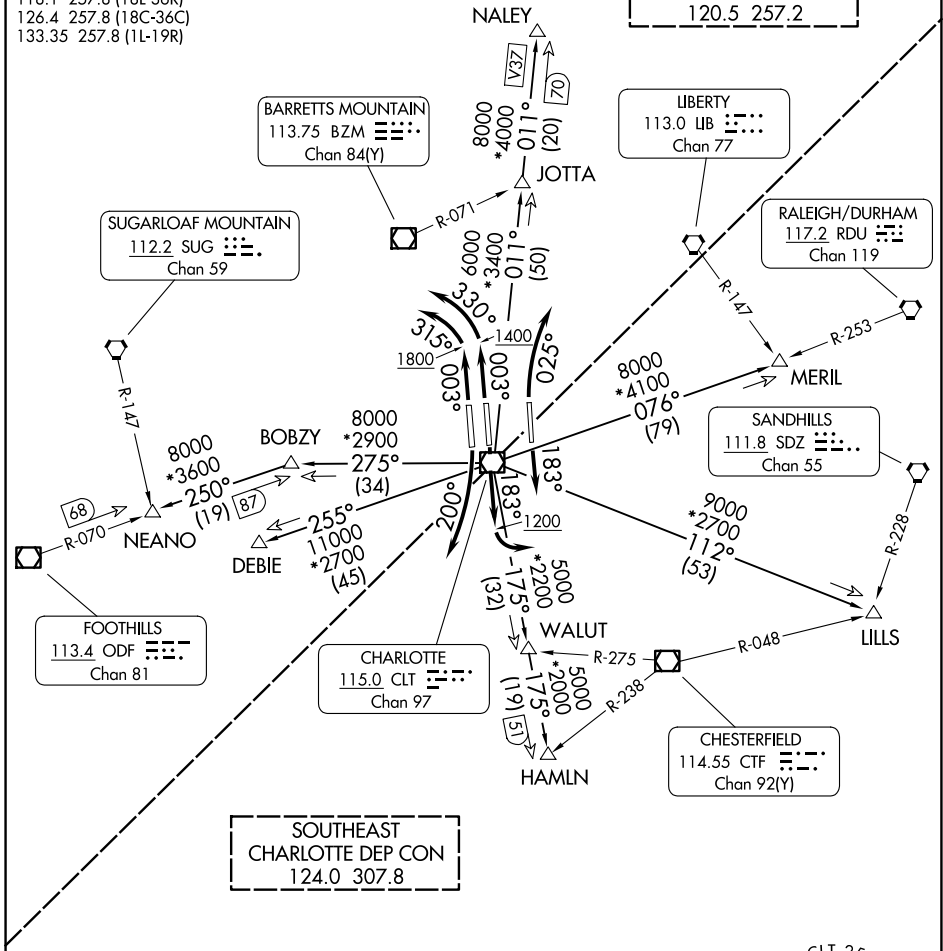 126.4 257.8 (18C-36C)
133.35 257.8 (1L-19R)
120.5 257.2
NALEY
V37
70
8000
*4000
011°
(20)
BARRETTS MOUNTAIN
113.75 BZM
Chan 84(Y)
LIBERTY
113.0 LIB
Chan 77
JOTTA
R-071
SUGARLOAF MOUNTAIN
112.2 SUG
Chan 59
RALEIGH/DURHAM
117.2 RDU
Chan 119
6000
*3400
011°
(50)
330°
315°
1400
1800
003°
003°
025°
R-147
R-253
MERIL
8000
*4100
076°
(79)
R-147
BOBZY
8000
*2900
275°
(34)
SANDHILLS
111.8 SDZ
Chan 55
8000
*3600
250°
(19)
87
68
R-070
NEANO
255°
11000
*2700
(45)
DEBIE
200°
183°
183°
1200
9000
*2700
112°
(53)
R-228
LILLS
5000
*2200
175°
(32)
WALUT
R-275
R-048
R-238
5000
*2000
175°
(19)
51
HAMLN
FOOTHILLS
113.4 ODF
Chan 81
CHARLOTTE
115.0 CLT
Chan 97
CHESTERFIELD
114.55 CTF
Chan 92(Y)
SOUTHEAST
CHARLOTTE DEP CON
124.0 307.8